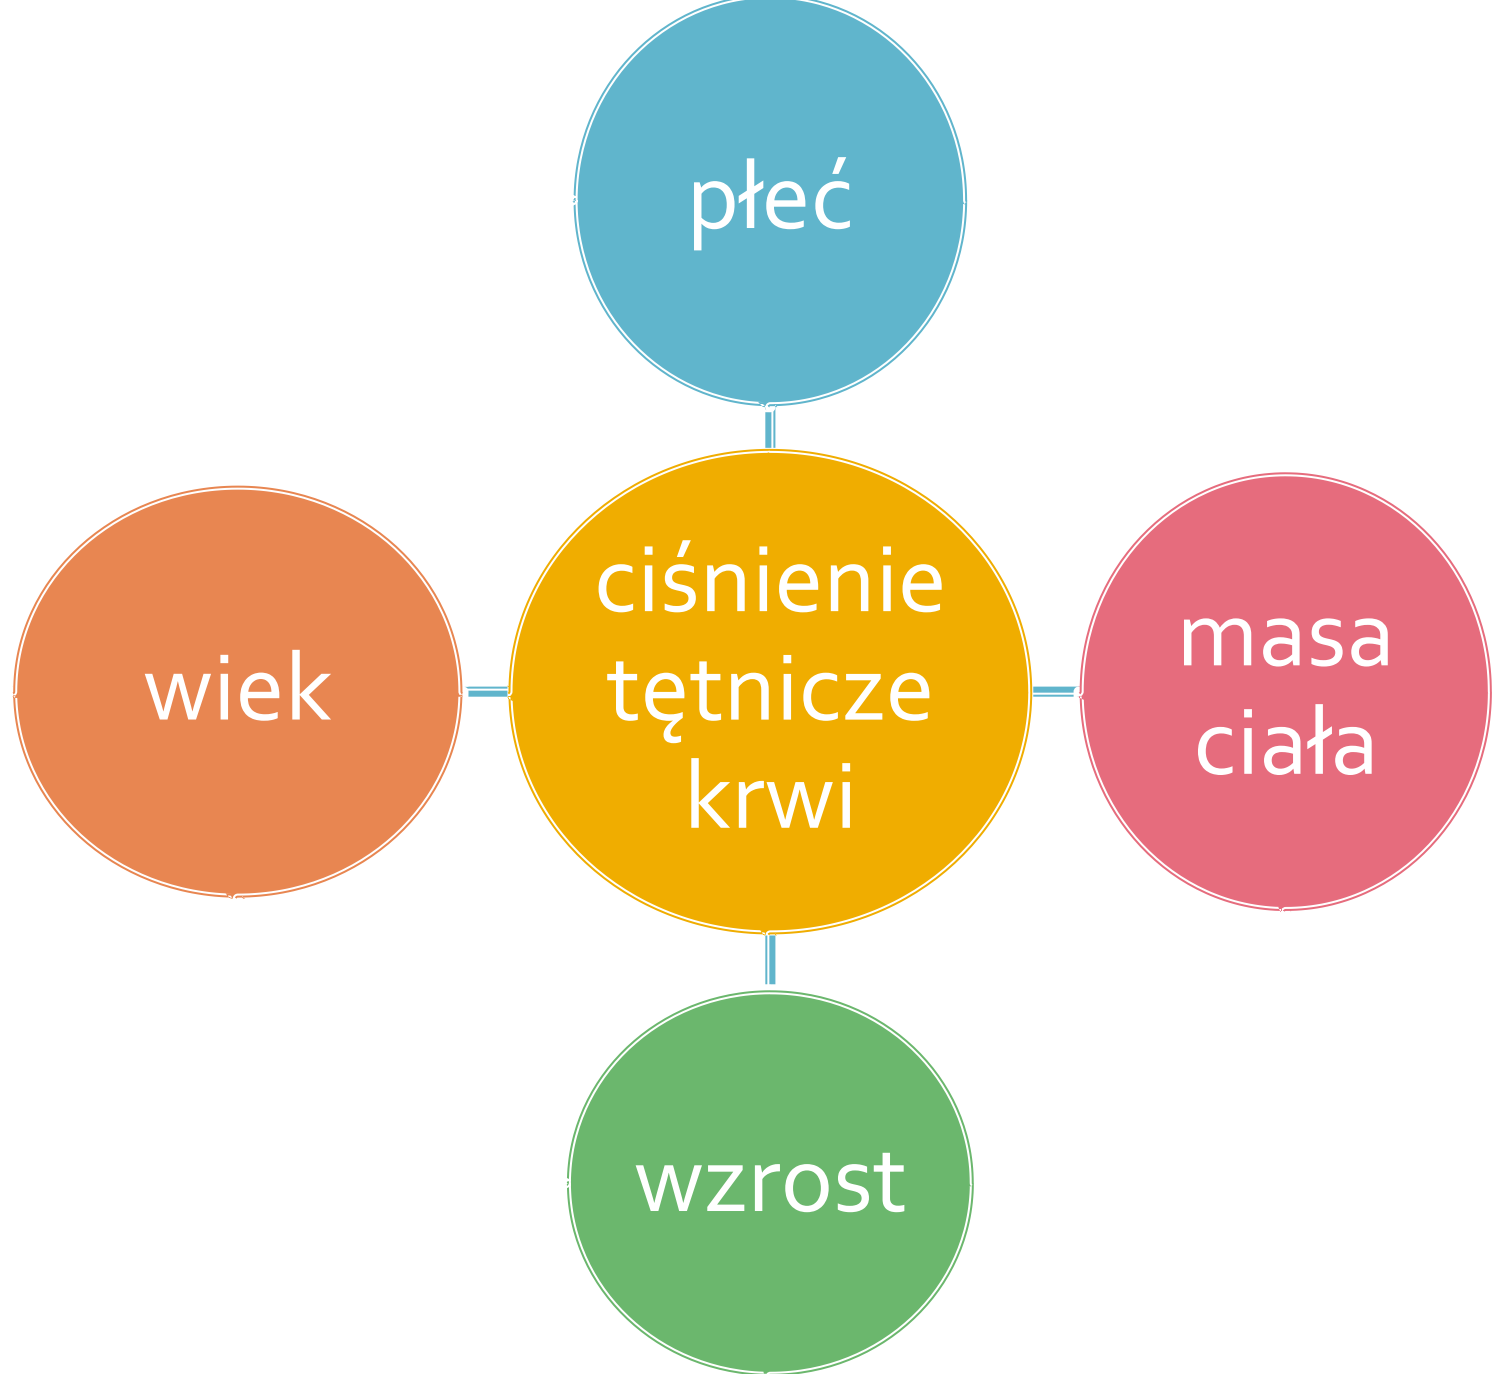 płeć
wiek
ciśnienie
tętnicze
krwi
masa
ciała
wzrost